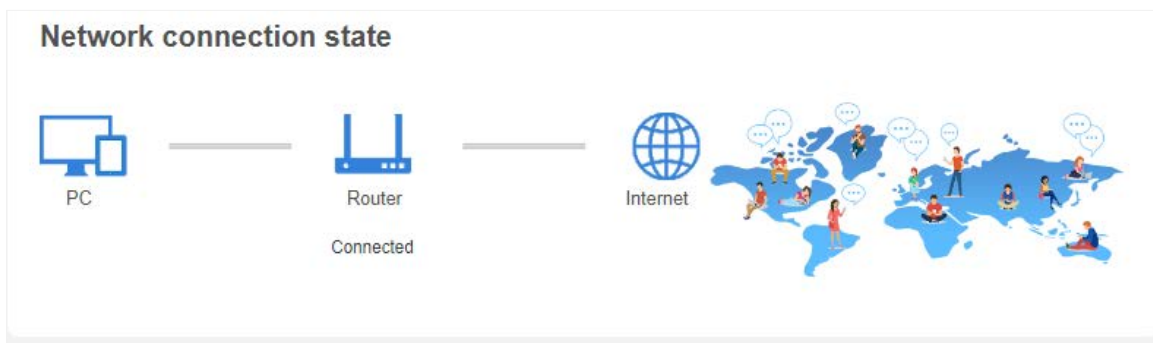 Network connection state
PC
Router
Internet
Connected